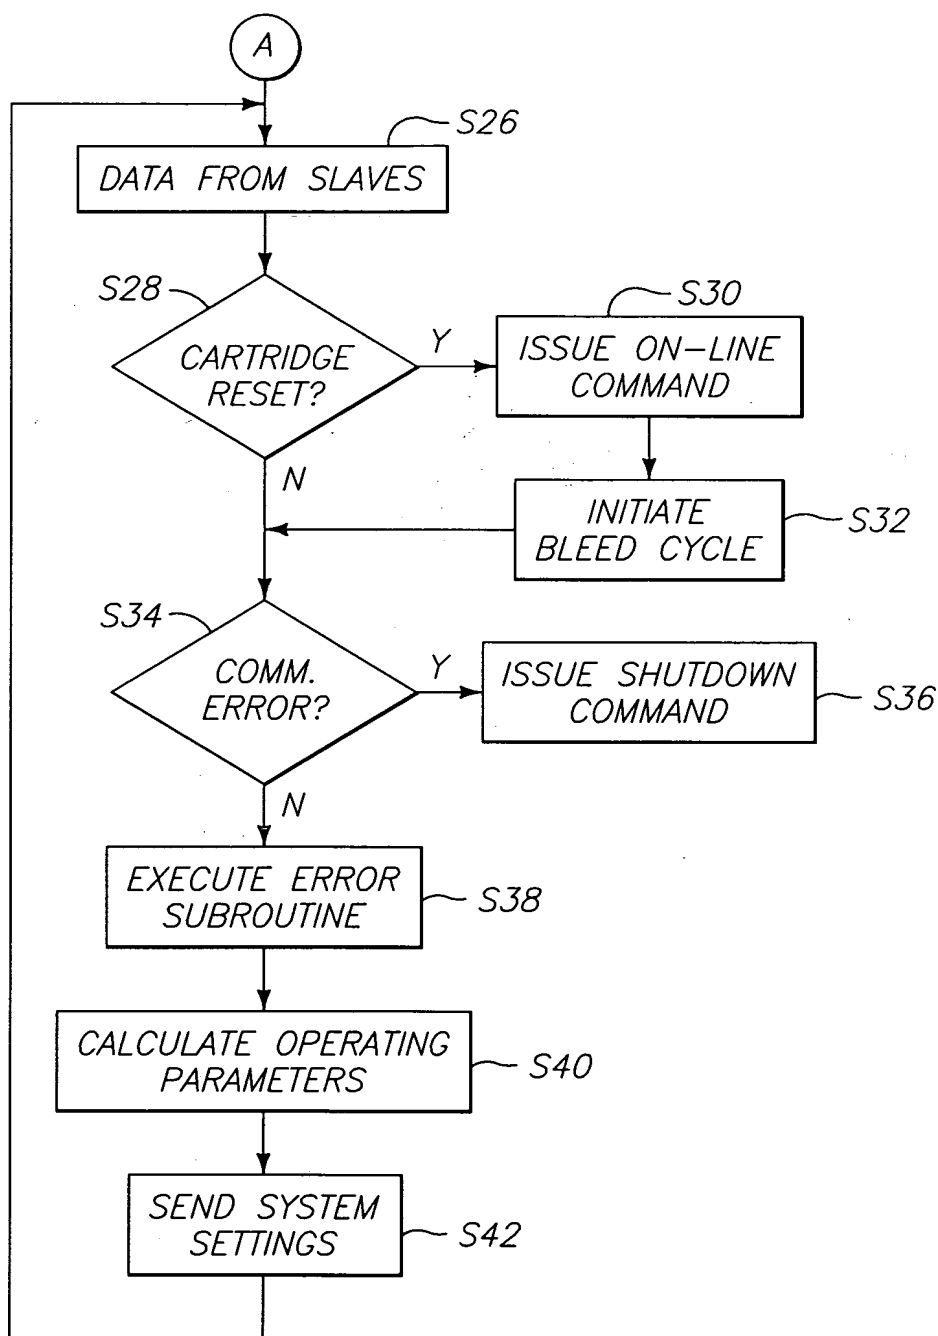 A
S26
DATA FROM SLAVES
S28
CARTRIDGE
RESET?
Y
S30
ISSUE ON-LINE
COMMAND
N
INITIATE
BLEED CYCLE
S32
S34
COMM.
ERROR?
Y
ISSUE SHUTDOWN
COMMAND
S36
N
EXECUTE ERROR
SUBROUTINE
S38
CALCULATE OPERATING
PARAMETERS
S40
SEND SYSTEM
SETTINGS
S42